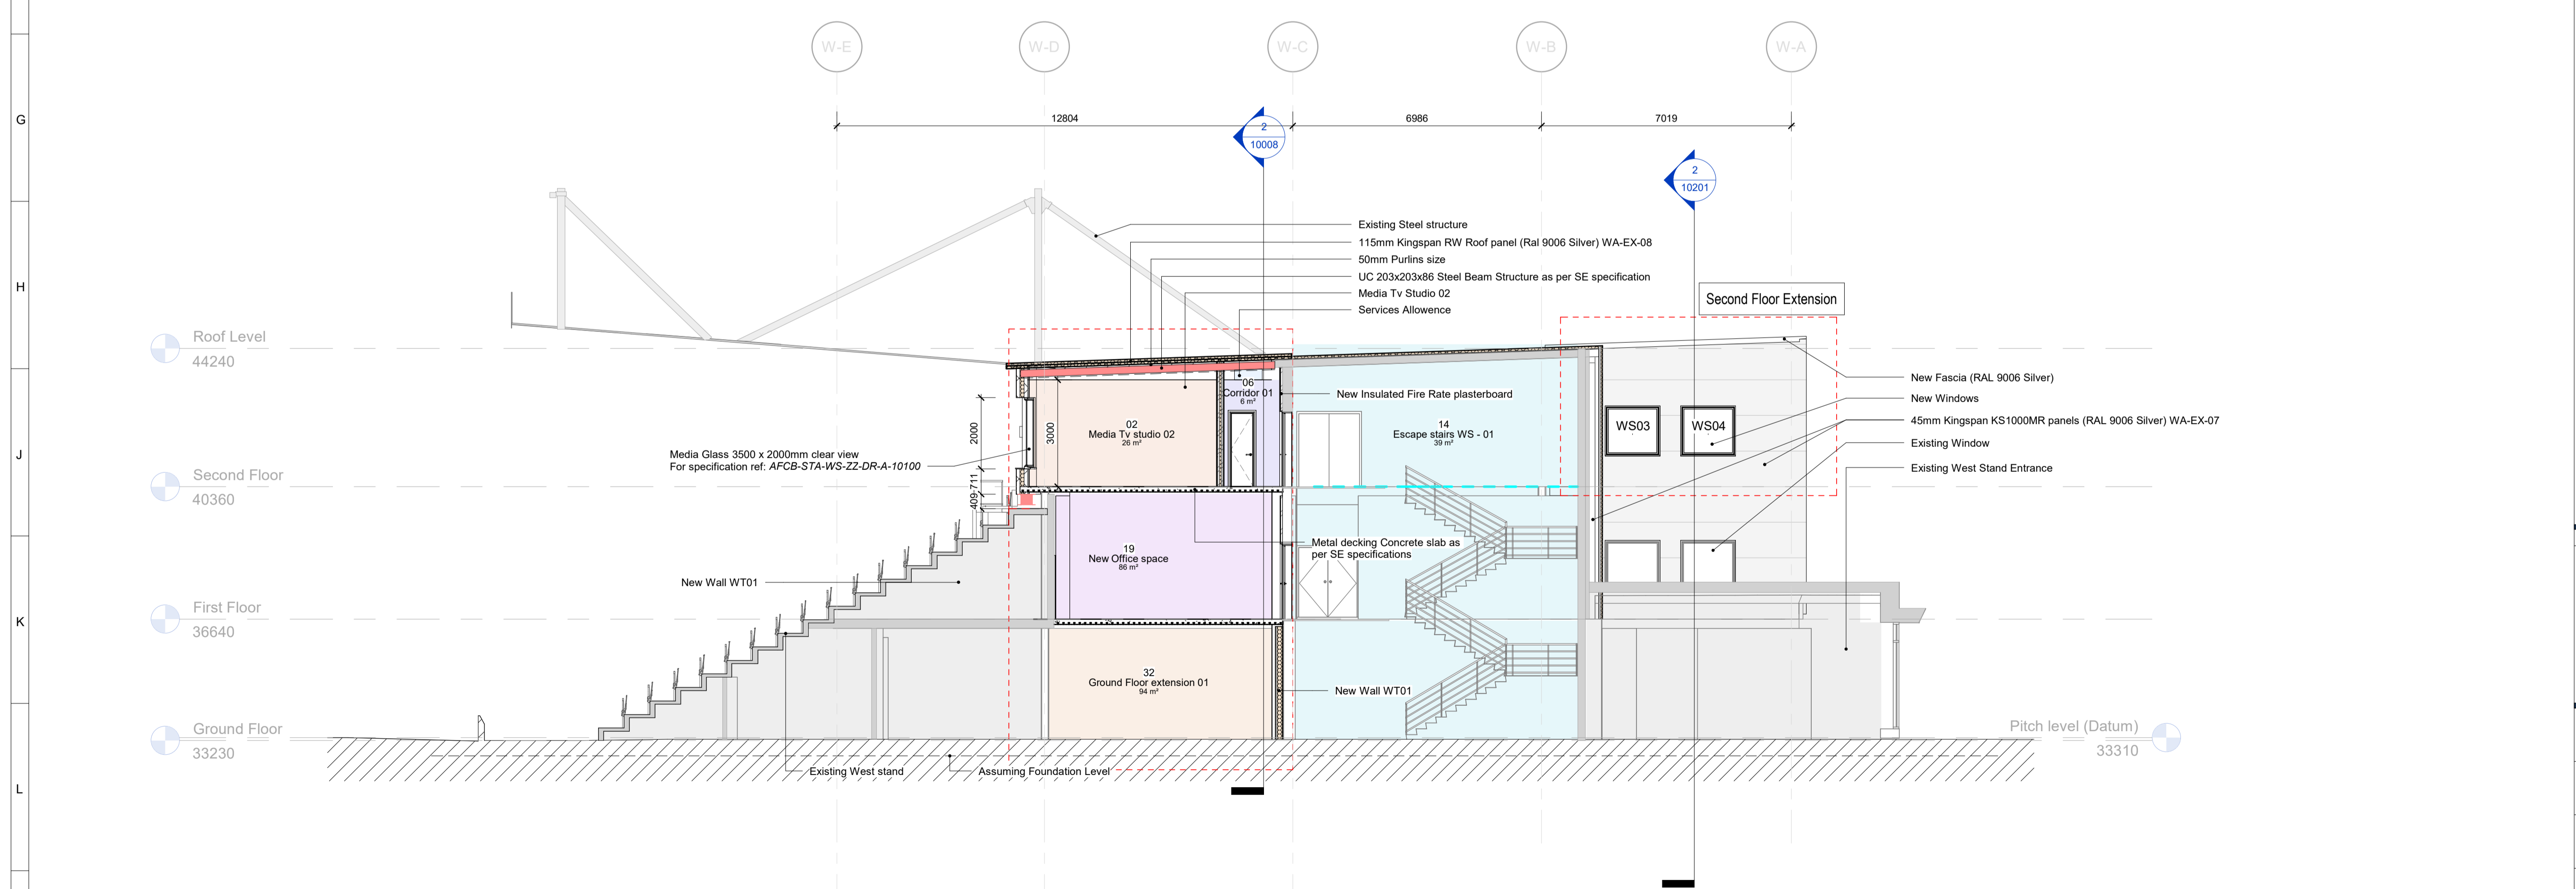 W-E
W-D
W-C
W-B
W-A
G
12804
6986
7019
2
10008
2
10201
Existing Steel structure
115mm Kingspan RW Roof panel (Ral 9006 Silver) WA-EX-08
50mm Purlins size
H
UC 203x203x86 Steel Beam Structure as per SE specification
Media Tv Studio 02
Second Floor Extension
Services Allowence
Roof Level
44240
New Fascia (RAL 9006 Silver)
06
Corridor 01
6 m²
New Insulated Fire Rate plasterboard
New Windows
45mm Kingspan KS1000MR panels (RAL 9006 Silver) WA-EX-07
2000
3000
02
Media Tv studio 02
26 m²
14
Escape stairs WS - 01
39 m²
WS03
WS04
Existing Window
J
Media Glass 3500 x 2000mm clear view
For specification ref: AFCB-STA-WS-ZZ-DR-A-10100
Existing West Stand Entrance
Second Floor
40360
711
409
19
New Office space
86 m²
Metal decking Concrete slab as
per SE specifications
New Wall WT01
First Floor
36640
K
32
Ground Floor extension 01
94 m²
New Wall WT01
Ground Floor
33230
Pitch level (Datum)
33310
Existing West stand
Assuming Foundation Level
L